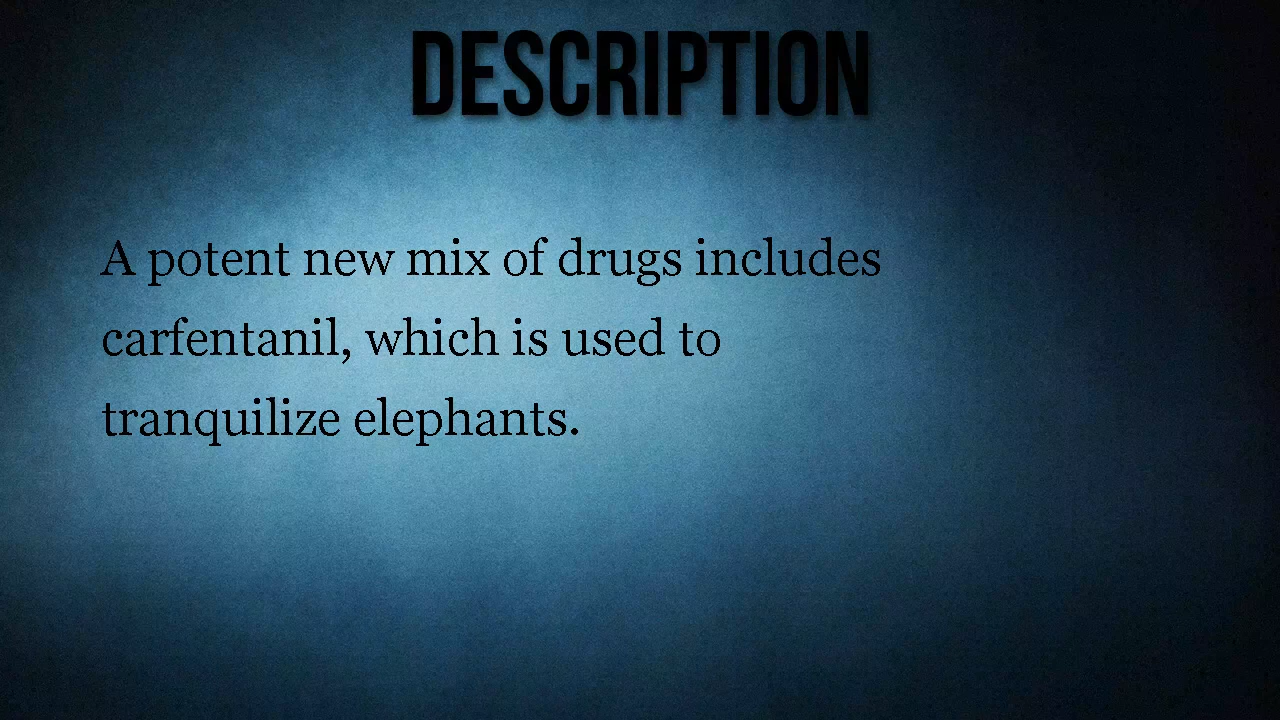 DESCRIPTION
A potent new mix of drugs includes
carfentanil, which is used to
tranquilize elephants.